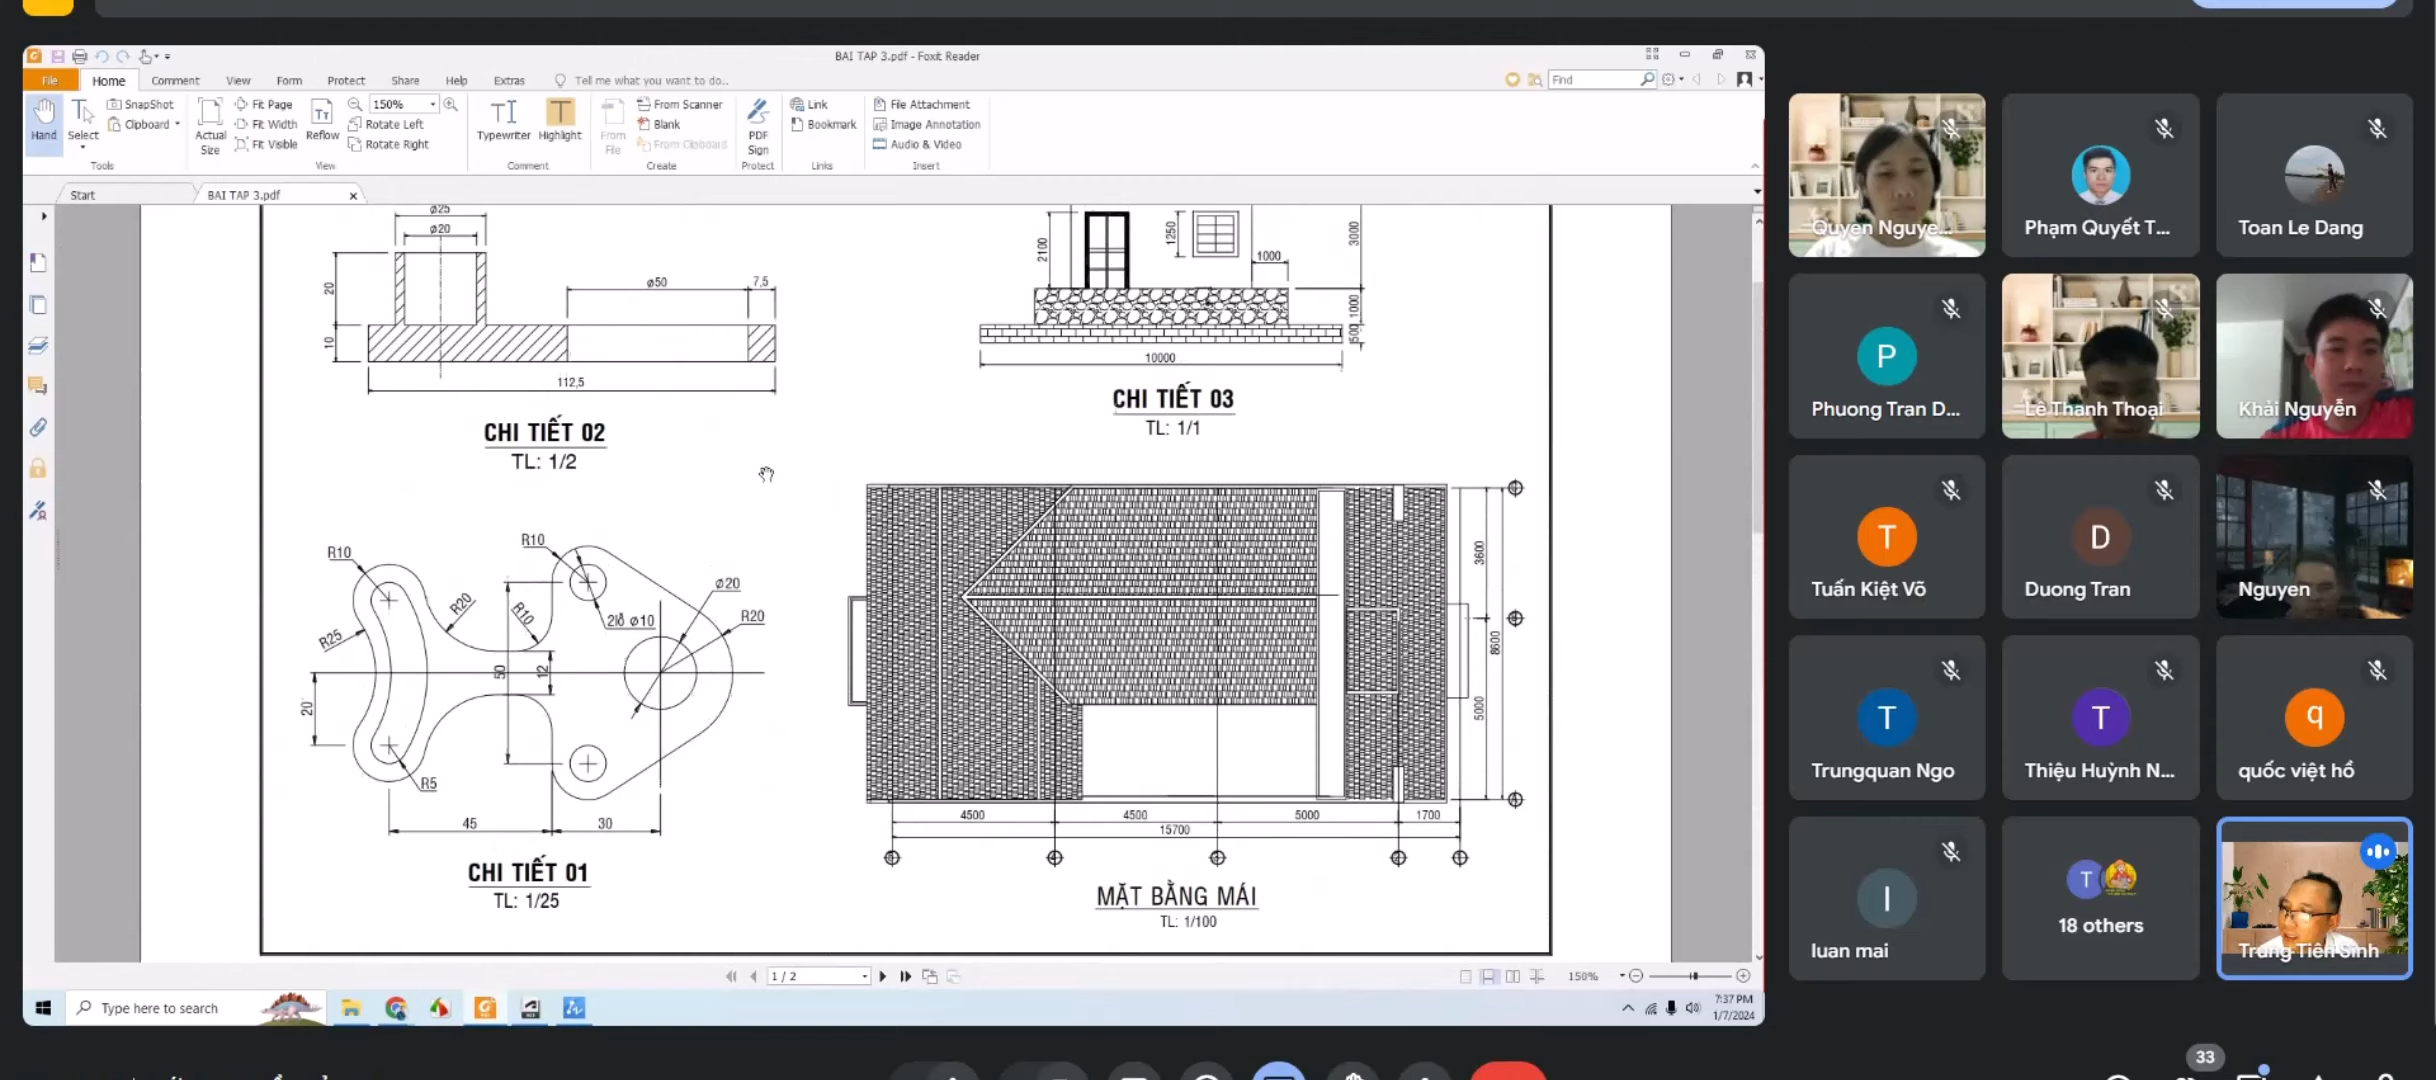 BAI TAP 3.pdf - Foxit Reader
File Home Comment View Form Protect Share Help Extras Tell me what you want to do.. Find
Hand
Select
SnapShot
Clipboard
Tools
Actual Size
Fit Page
Fit Width
Fit Visible
Reflow
150%
Rotate Left
Rotate Right
View
Typewriter
Highlight
Comment
From File
From Scanner
Blank
From Clipboard
Create
PDF Sign
Protect
Link
Bookmark
Links
File Attachment
Image Annotation
Audio & Video
Insert
Start
BAI TAP 3.pdf
ø25
ø20
20
10
ø50
7,5
112,5
CHI TIẾT 02
TL: 1/2
2100
1250
3000
1000
1000
500
10000
CHI TIẾT 03
TL: 1/1
R10
R10
R20
R10
R25
ø20
R20
2lỗ ø10
50
12
20
R5
45
30
CHI TIẾT 01
TL: 1/25
3600
8600
5000
4500
4500
5000
1700
15700
MẶT BẰNG MÁI
TL: 1/100
1 / 2
150%
Type here to search
7:37 PM
1/7/2024
Quyen Nguye...
Phạm Quyết T...
Toan Le Dang
P
Phuong Tran D...
Lê Thanh Thoại
Khải Nguyễn
T
Tuấn Kiệt Võ
D
Duong Tran
Nguyen
T
Trungquan Ngo
T
Thiệu Huỳnh N...
q
quốc việt hồ
l
luan mai
T
18 others
Trung Tiên Sinh
33